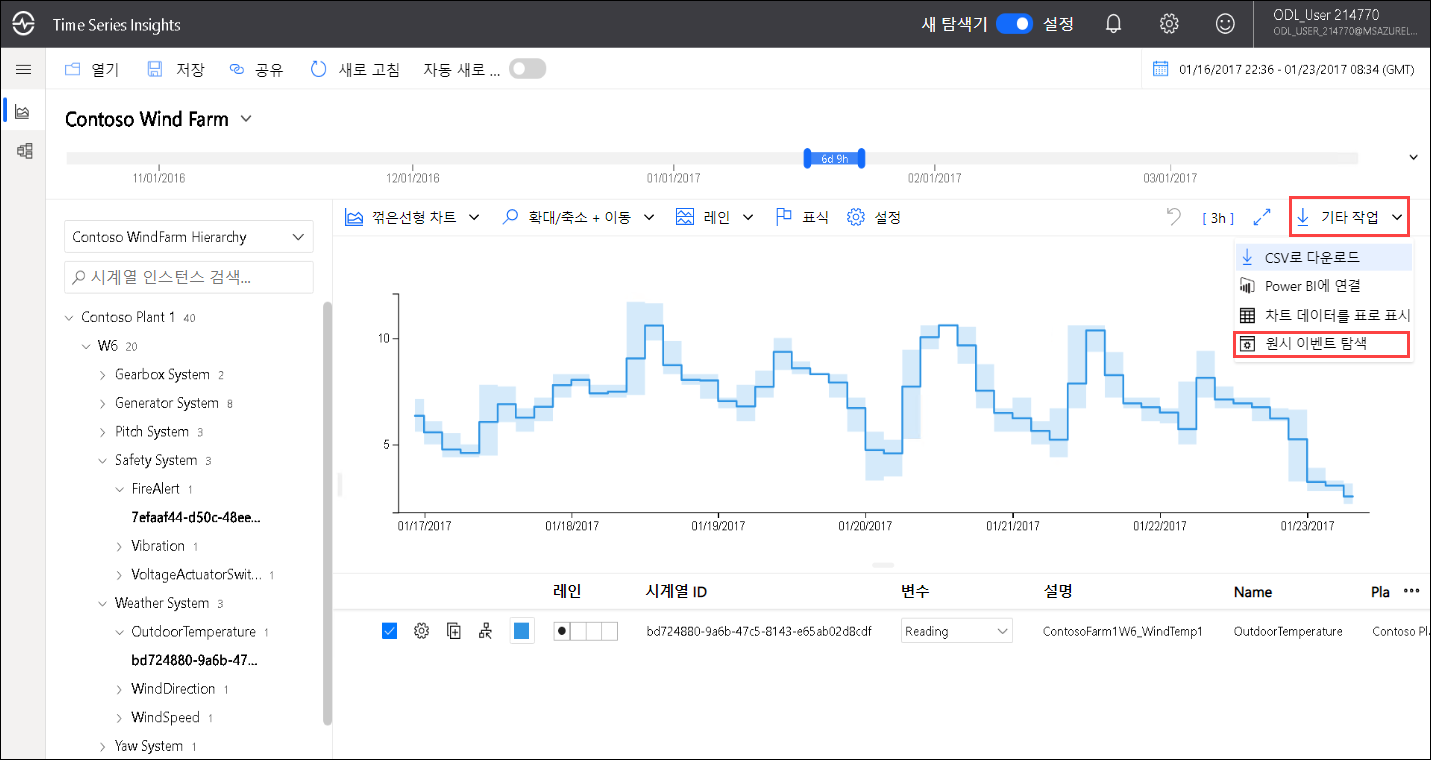 Time Series Insights
새 탐색기 설정
ODL_User 214770
ODL_USER_214770@MSAZUREL...
열기 저장 공유 새로 고침 자동 새로 ...
01/16/2017 22:36 - 01/23/2017 08:34 (GMT)
Contoso Wind Farm
6d 9h
11/01/2016 12/01/2016 01/01/2017 02/01/2017 03/01/2017
Contoso WindFarm Hierarchy
시계열 인스턴스 검색...
Contoso Plant 1 40
W6 20
Gearbox System 2
Generator System 8
Pitch System 3
Safety System 3
FireAlert 1
7efaaf44-d50c-48ee...
Vibration 1
VoltageActuatorSwit... 1
Weather System 3
OutdoorTemperature 1
bd724880-9a6b-47...
WindDirection 1
WindSpeed 1
Yaw System 1
꺾은선형 차트 확대/축소 + 이동 레인 표식 설정
[ 3h ] 기타 작업
CSV로 다운로드
Power BI에 연결
차트 데이터를 표로 표시
원시 이벤트 탐색
10
5
01/17/2017 01/18/2017 01/19/2017 01/20/2017 01/21/2017 01/22/2017 01/23/2017
레인 시계열 ID 변수 설명 Name Pla ...
bd724880-9a6b-47c5-8143-e65ab02d8cdf Reading ContosoFarm1W6_WindTemp1 OutdoorTemperature Contoso Pl